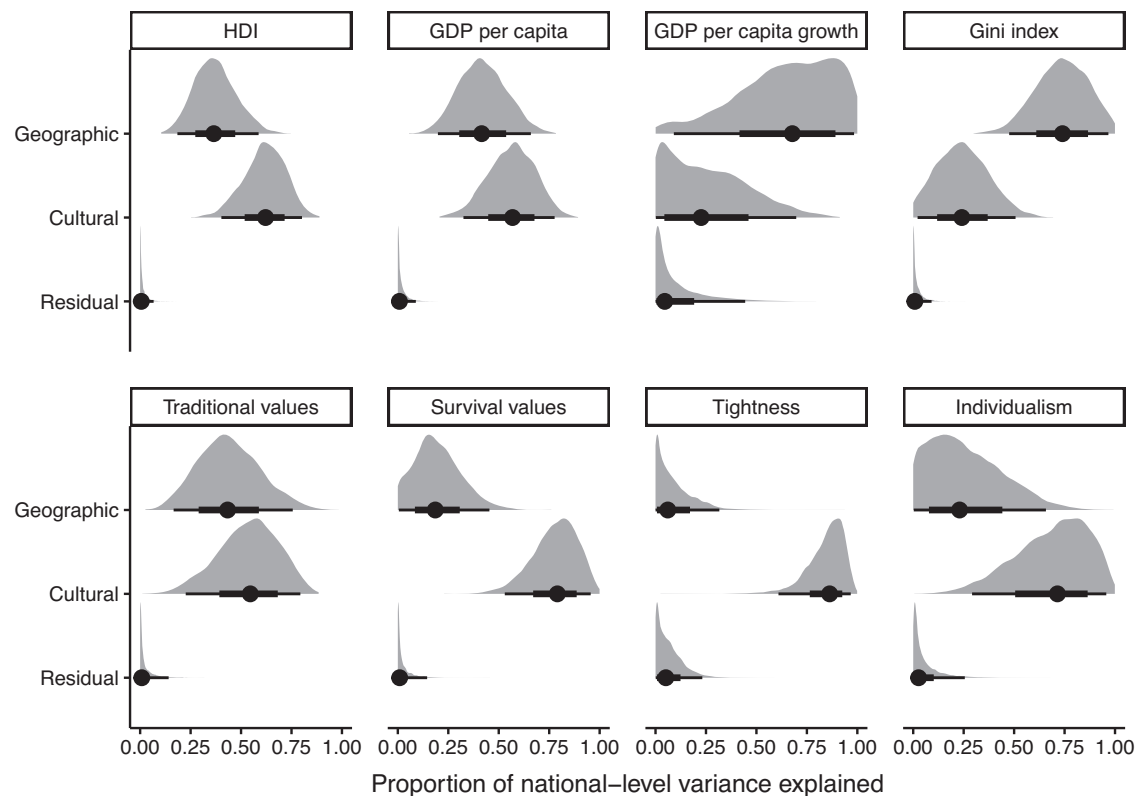 HDI GDP per capita GDP per capita growth Gini index
Geographic
Cultural
Residual
Traditional values Survival values Tightness Individualism
Geographic
Cultural
Residual
0.00 0.25 0.50 0.75 1.00 0.00 0.25 0.50 0.75 1.00 0.00 0.25 0.50 0.75 1.00 0.00 0.25 0.50 0.75 1.00
Proportion of national−level variance explained